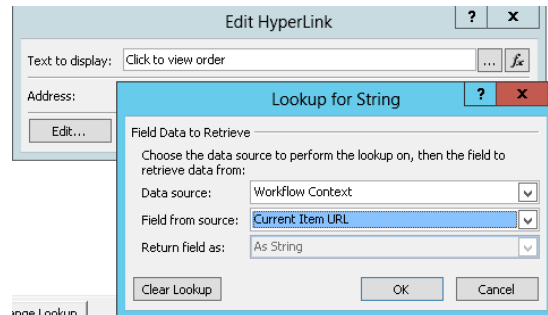 Edit HyperLink
? x
Text to display: Click to view order ... fx
Address:
Edit...
Lookup for String
? x
Field Data to Retrieve
Choose the data source to perform the lookup on, then the field to
retrieve data from:
Data source: Workflow Context
Field from source: Current Item URL
Return field as: As String
Clear Lookup OK Cancel
nge Lookup